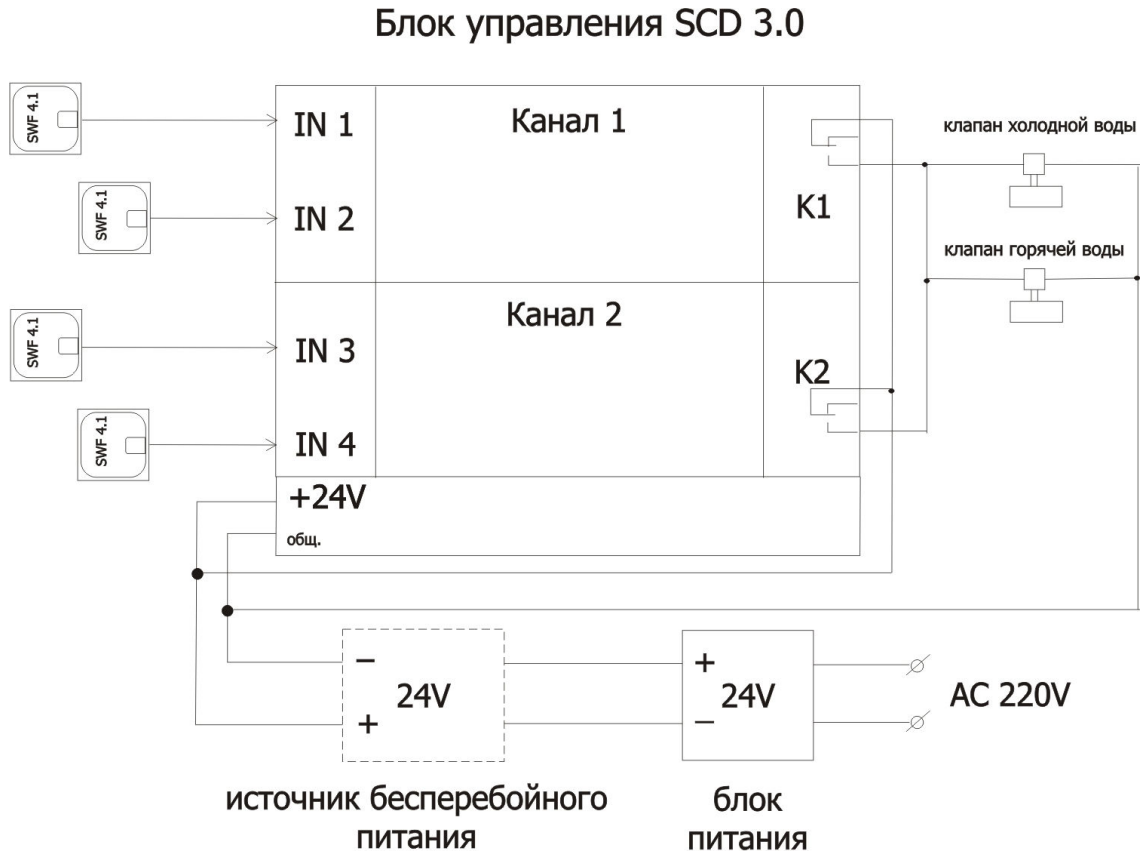 Блок управления SCD 3.0
SWF 4.1
IN 1
Канал 1
клапан холодной воды
SWF 4.1
IN 2
K1
клапан горячей воды
SWF 4.1
IN 3
Канал 2
K2
SWF 4.1
IN 4
+24V
общ.
−
24V
+
+
24V
−
AC 220V
источник бесперебойного
питания
блок
питания